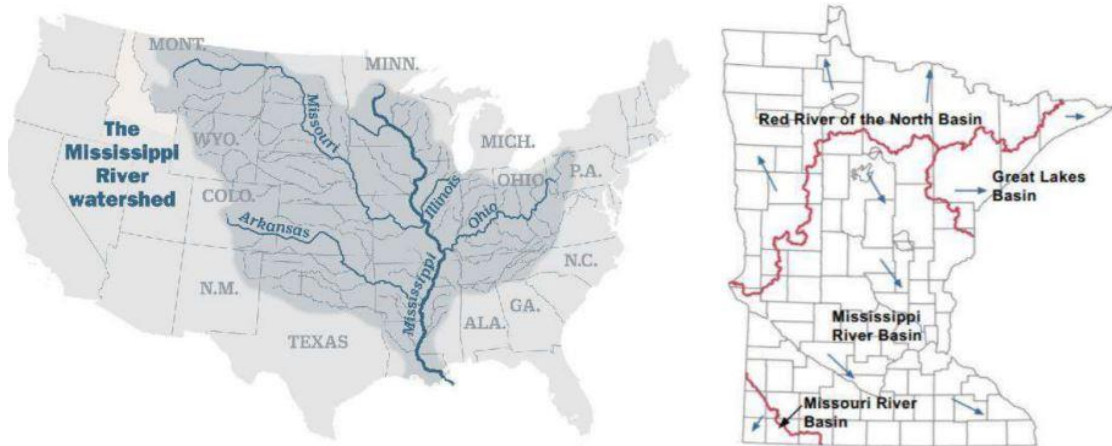 MONT.
MINN.
The
Mississippi
River
watershed
Missouri
WYO.
MICH.
COLO.
Illinois
OHIO
P.A.
Arkansas
Ohio
N.M.
Mississippi
N.C.
TEXAS
ALA.
GA.
Red River of the North Basin
Great Lakes
Basin
Mississippi
River Basin
Missouri River
Basin